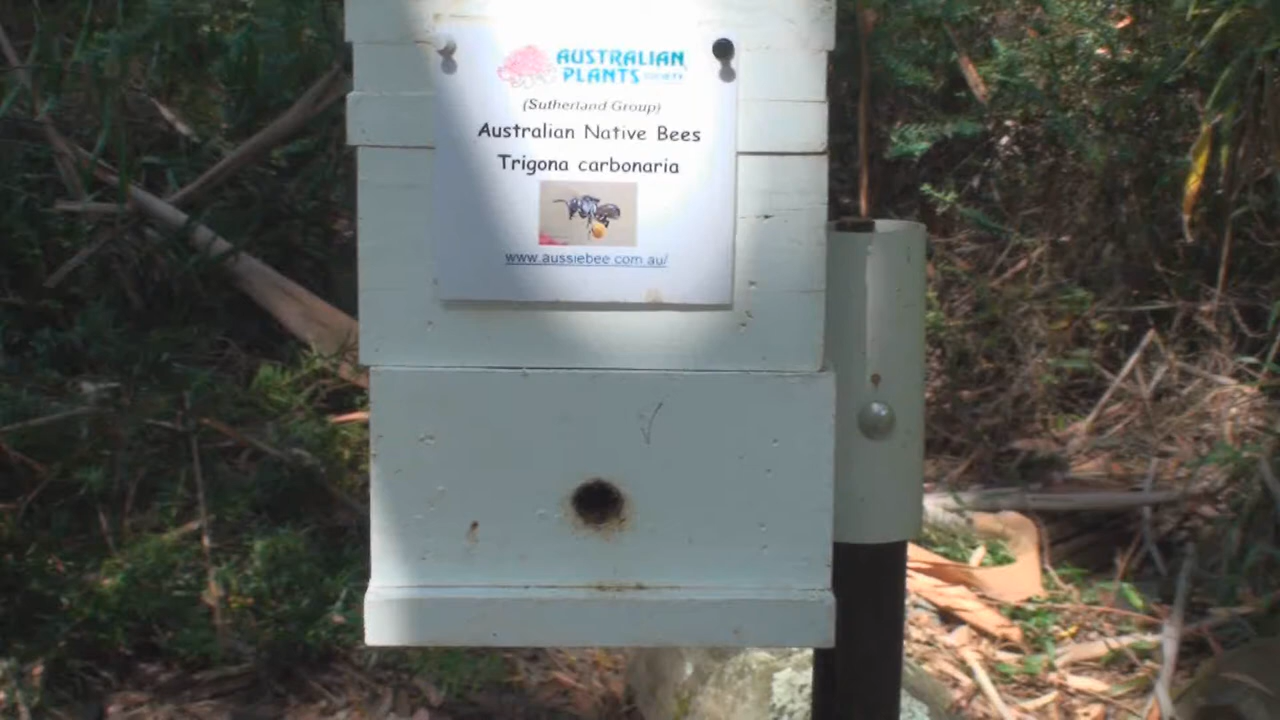 AUSTRALIAN
PLANTS SOCIETY
(Sutherland Group)
Australian Native Bees
Trigona carbonaria
www.aussiebee.com.au/